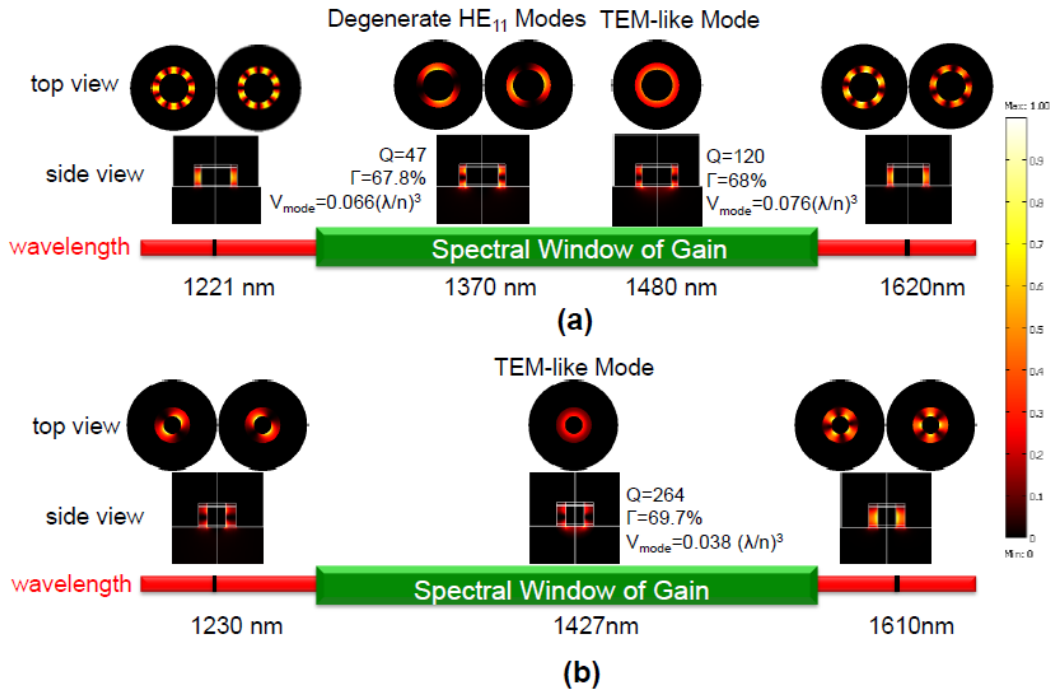 Degenerate HE₁₁ Modes TEM-like Mode
top view
Max: 1.00
side view
Q=47
Γ=67.8%
V_mode=0.066(λ/n)³
Q=120
Γ=68%
V_mode=0.076(λ/n)³
wavelength
Spectral Window of Gain
1221 nm 1370 nm 1480 nm 1620nm
(a)
1
0.9
0.8
0.7
0.6
0.5
0.4
0.3
0.2
0.1
0
Min: 0
TEM-like Mode
top view
side view
Q=264
Γ=69.7%
V_mode=0.038 (λ/n)³
wavelength
Spectral Window of Gain
1230 nm 1427nm 1610nm
(b)